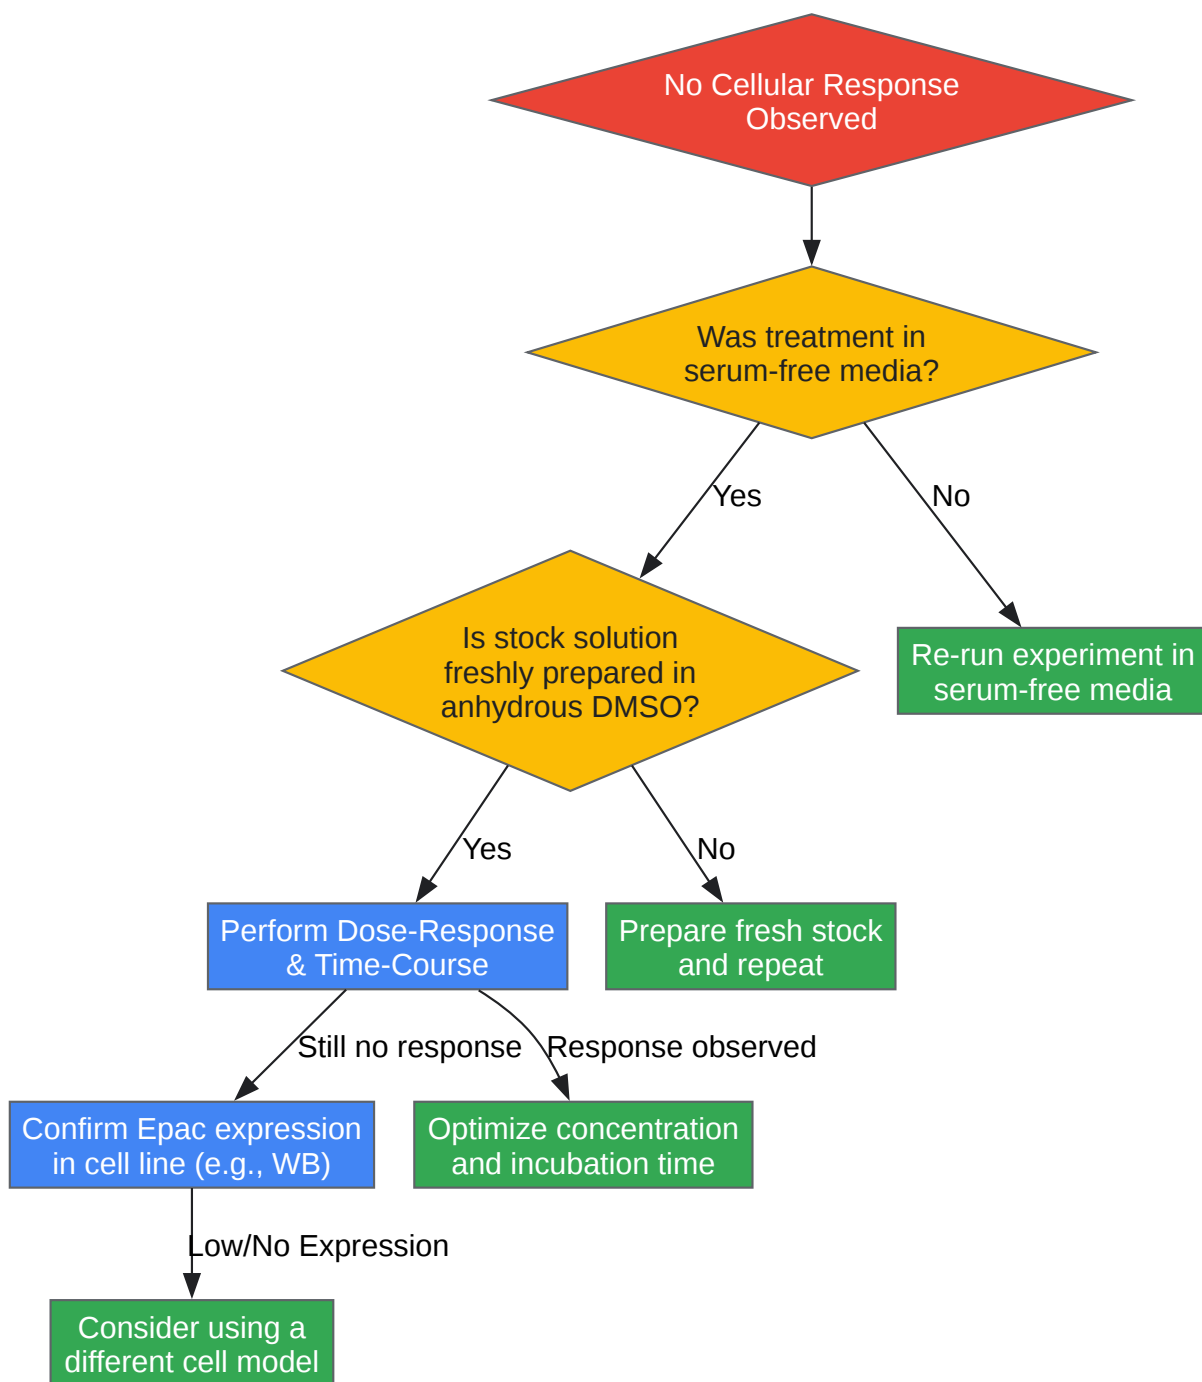 No Cellular Response
Observed
Was treatment in
serum-free media?
Yes
No
Is stock solution
freshly prepared in
anhydrous DMSO?
Re-run experiment in
serum-free media
Yes
No
Perform Dose-Response
& Time-Course
Prepare fresh stock
and repeat
Still no response
Response observed
Confirm Epac expression
in cell line (e.g., WB)
Optimize concentration
and incubation time
Low/No Expression
Consider using a
different cell model